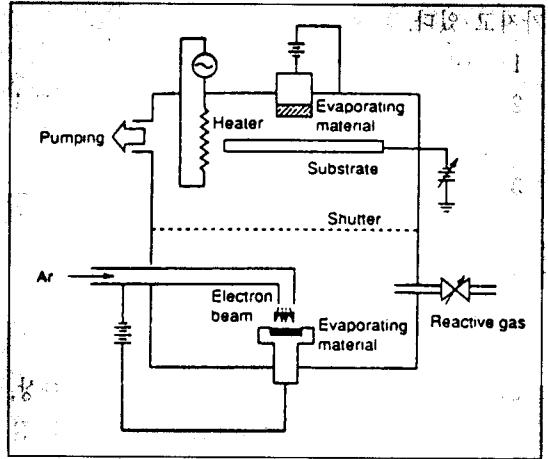 Evaporating
material
Heater
Pumping
Substrate
Shutter
Ar
Electron
beam
Evaporating
material
Reactive gas